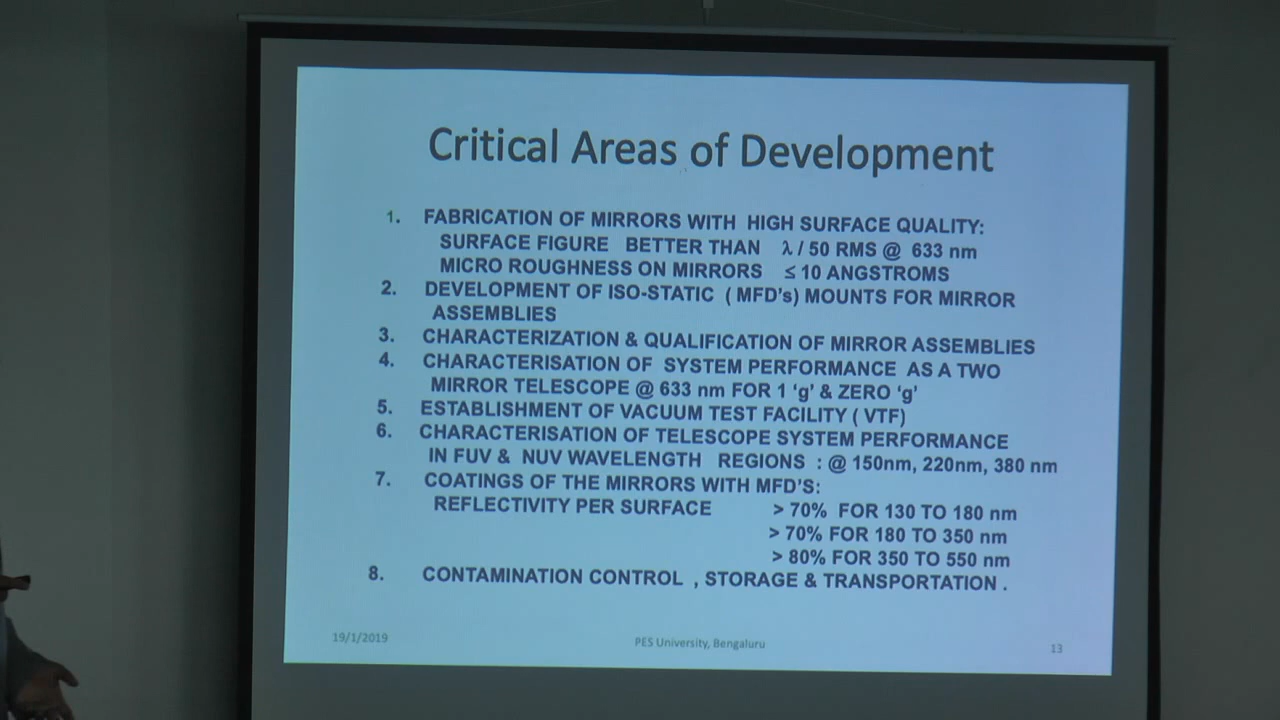 Critical Areas of Development
1. FABRICATION OF MIRRORS WITH HIGH SURFACE QUALITY:
SURFACE FIGURE BETTER THAN λ / 50 RMS @ 633 nm
MICRO ROUGHNESS ON MIRRORS ≤ 10 ANGSTROMS
2. DEVELOPMENT OF ISO-STATIC ( MFD's) MOUNTS FOR MIRROR
ASSEMBLIES
3. CHARACTERIZATION & QUALIFICATION OF MIRROR ASSEMBLIES
4. CHARACTERISATION OF SYSTEM PERFORMANCE AS A TWO
MIRROR TELESCOPE @ 633 nm FOR 1 'g' & ZERO 'g'
5. ESTABLISHMENT OF VACUUM TEST FACILITY ( VTF)
6. CHARACTERISATION OF TELESCOPE SYSTEM PERFORMANCE
IN FUV & NUV WAVELENGTH REGIONS : @ 150nm, 220nm, 380 nm
7. COATINGS OF THE MIRRORS WITH MFD'S:
REFLECTIVITY PER SURFACE > 70% FOR 130 TO 180 nm
> 70% FOR 180 TO 350 nm
> 80% FOR 350 TO 550 nm
8. CONTAMINATION CONTROL , STORAGE & TRANSPORTATION .
19/1/2019 PES University, Bengaluru 13